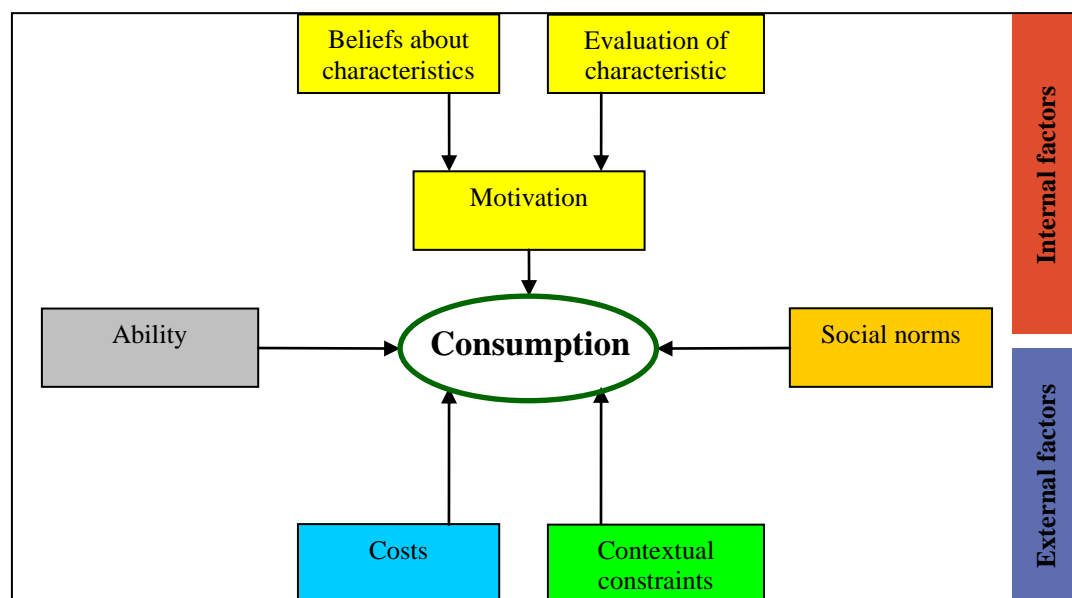 Beliefs about
characteristics
Evaluation of
characteristic
Internal factors
Motivation
Ability
Consumption
Social norms
External factors
Costs
Contextual
constraints